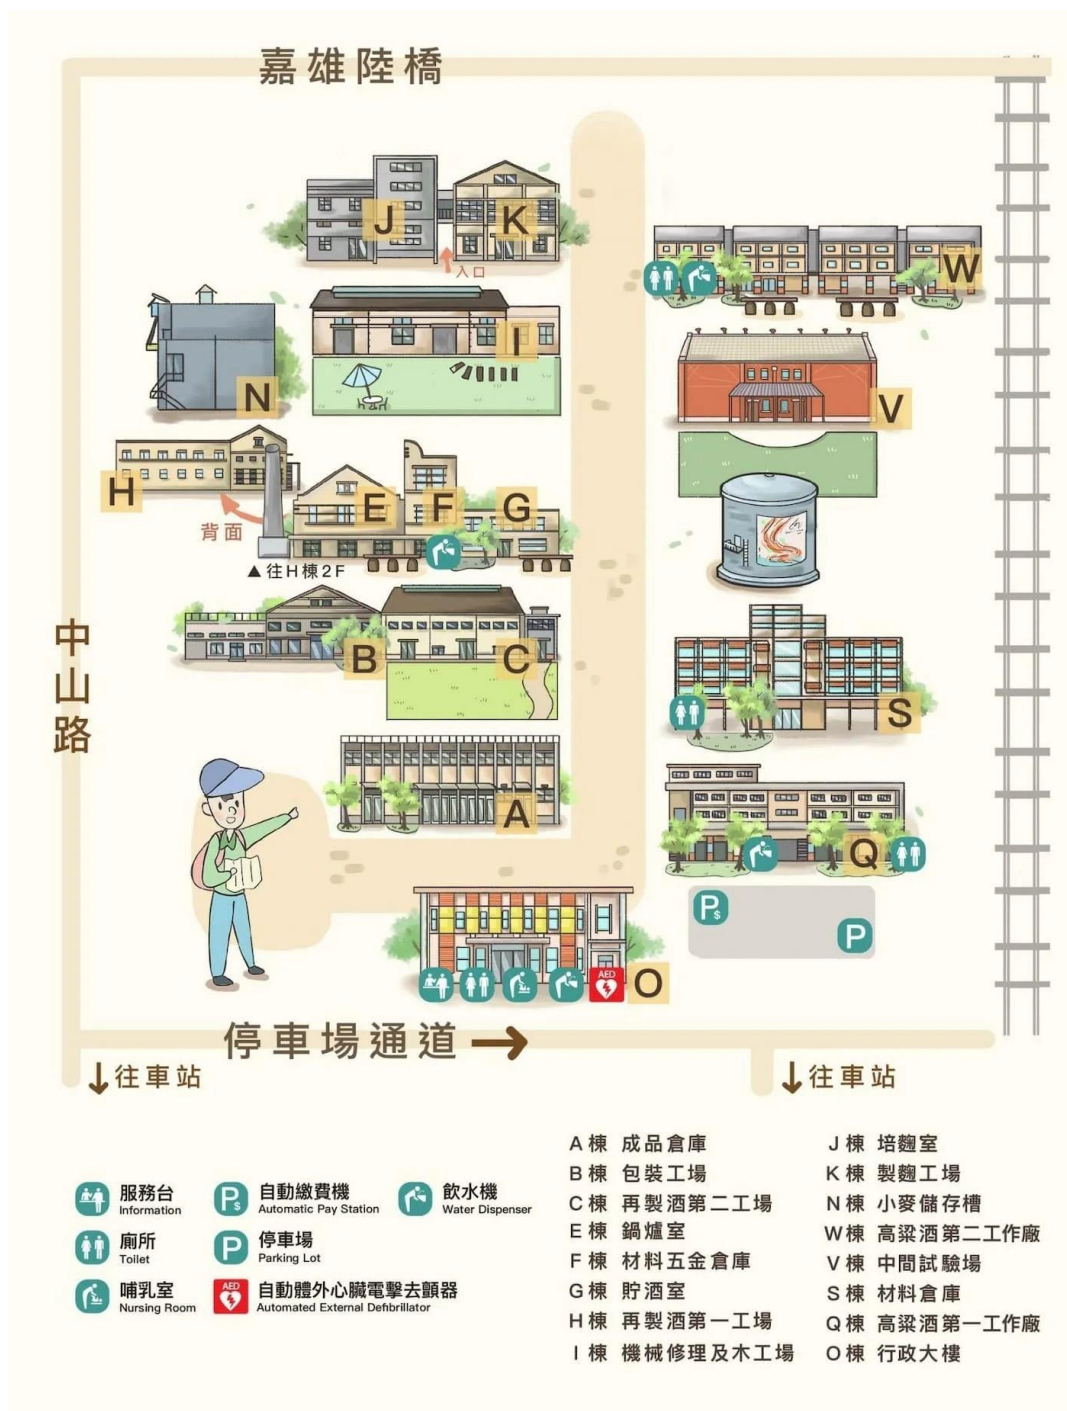 嘉雄陸橋
J
K
入口
W
I
N
V
H
E
F
G
背面
▲往H棟2F
B
C
中山路
S
A
Q
P$
P
AED
O
停車場通道→
↓往車站
↓往車站
服務台
Information
P$
自動繳費機
Automatic Pay Station
飲水機
Water Dispenser
廁所
Toilet
P
停車場
Parking Lot
哺乳室
Nursing Room
AED
自動體外心臟電擊去顫器
Automated External Defibrillator
A棟 成品倉庫
B棟 包裝工場
C棟 再製酒第二工場
E棟 鍋爐室
F棟 材料五金倉庫
G棟 貯酒室
H棟 再製酒第一工場
I棟 機械修理及木工場
J棟 培麴室
K棟 製麴工場
N棟 小麥儲存槽
W棟 高粱酒第二工作廠
V棟 中間試驗場
S棟 材料倉庫
Q棟 高粱酒第一工作廠
O棟 行政大樓